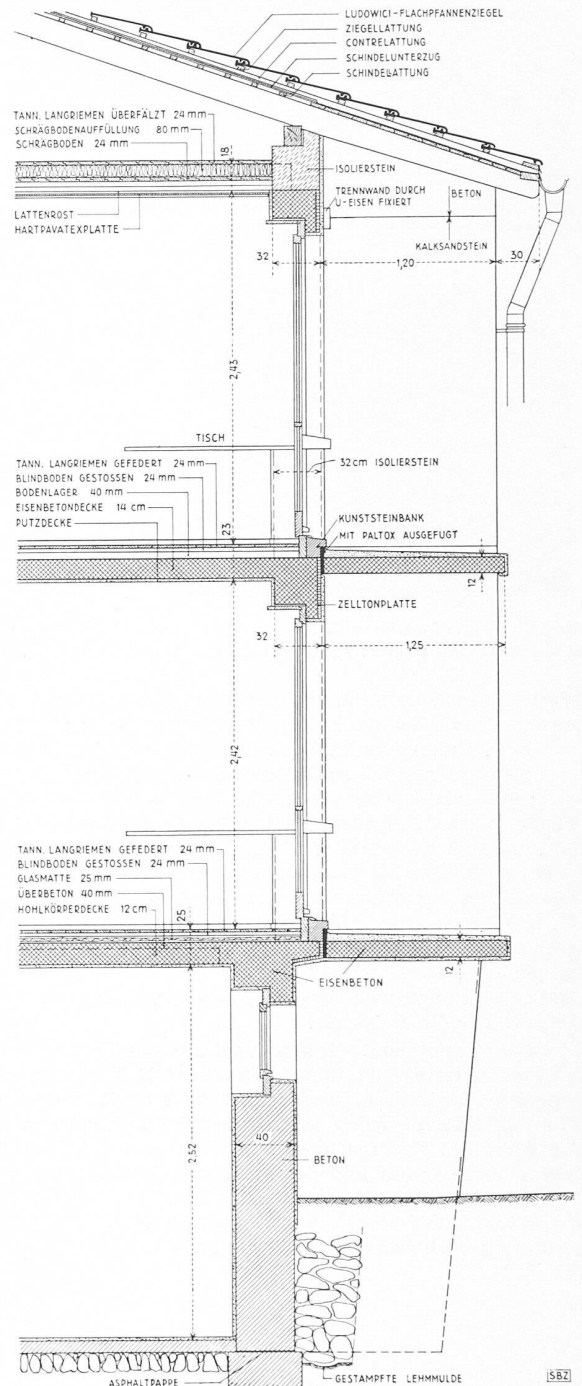 LUDOWICI-FLACHPFANNENZIEGEL
ZIEGELLATTUNG
CONTRELATTUNG
SCHINDELUNTERZUG
SCHINDELLATTUNG
TANN. LANGRIEMEN ÜBERFÄLZT 24 mm
SCHRÄGBODENAUFFÜLLUNG 80 mm
SCHRÄGBODEN 24 mm
18
ISOLIERSTEIN
TRENNWAND DURCH
U-EISEN FIXIERT
BETON
LATTENROST
HARTPAVATEXPLATTE
KALKSANDSTEIN
32
1,20
30
2,43
TISCH
32 cm ISOLIERSTEIN
TANN. LANGRIEMEN GEFEDERT 24 mm
BLINDBODEN GESTOSSEN 24 mm
BODENLAGER 40 mm
EISENBETONDECKE 14 cm
PUTZDECKE
23
KUNSTSTEINBANK
MIT PALTOX AUSGEFUGT
12
ZELLTONPLATTE
32
1,25
2,42
TANN. LANGRIEMEN GEFEDERT 24 mm
BLINDBODEN GESTOSSEN 24 mm
GLASMATTE 25 mm
ÜBERBETON 40 mm
HOHLKÖRPERDECKE 12 cm
25
12
EISENBETON
2,52
40
BETON
ASPHALTPAPPE
GESTAMPFTE LEHMMULDE
SBZ